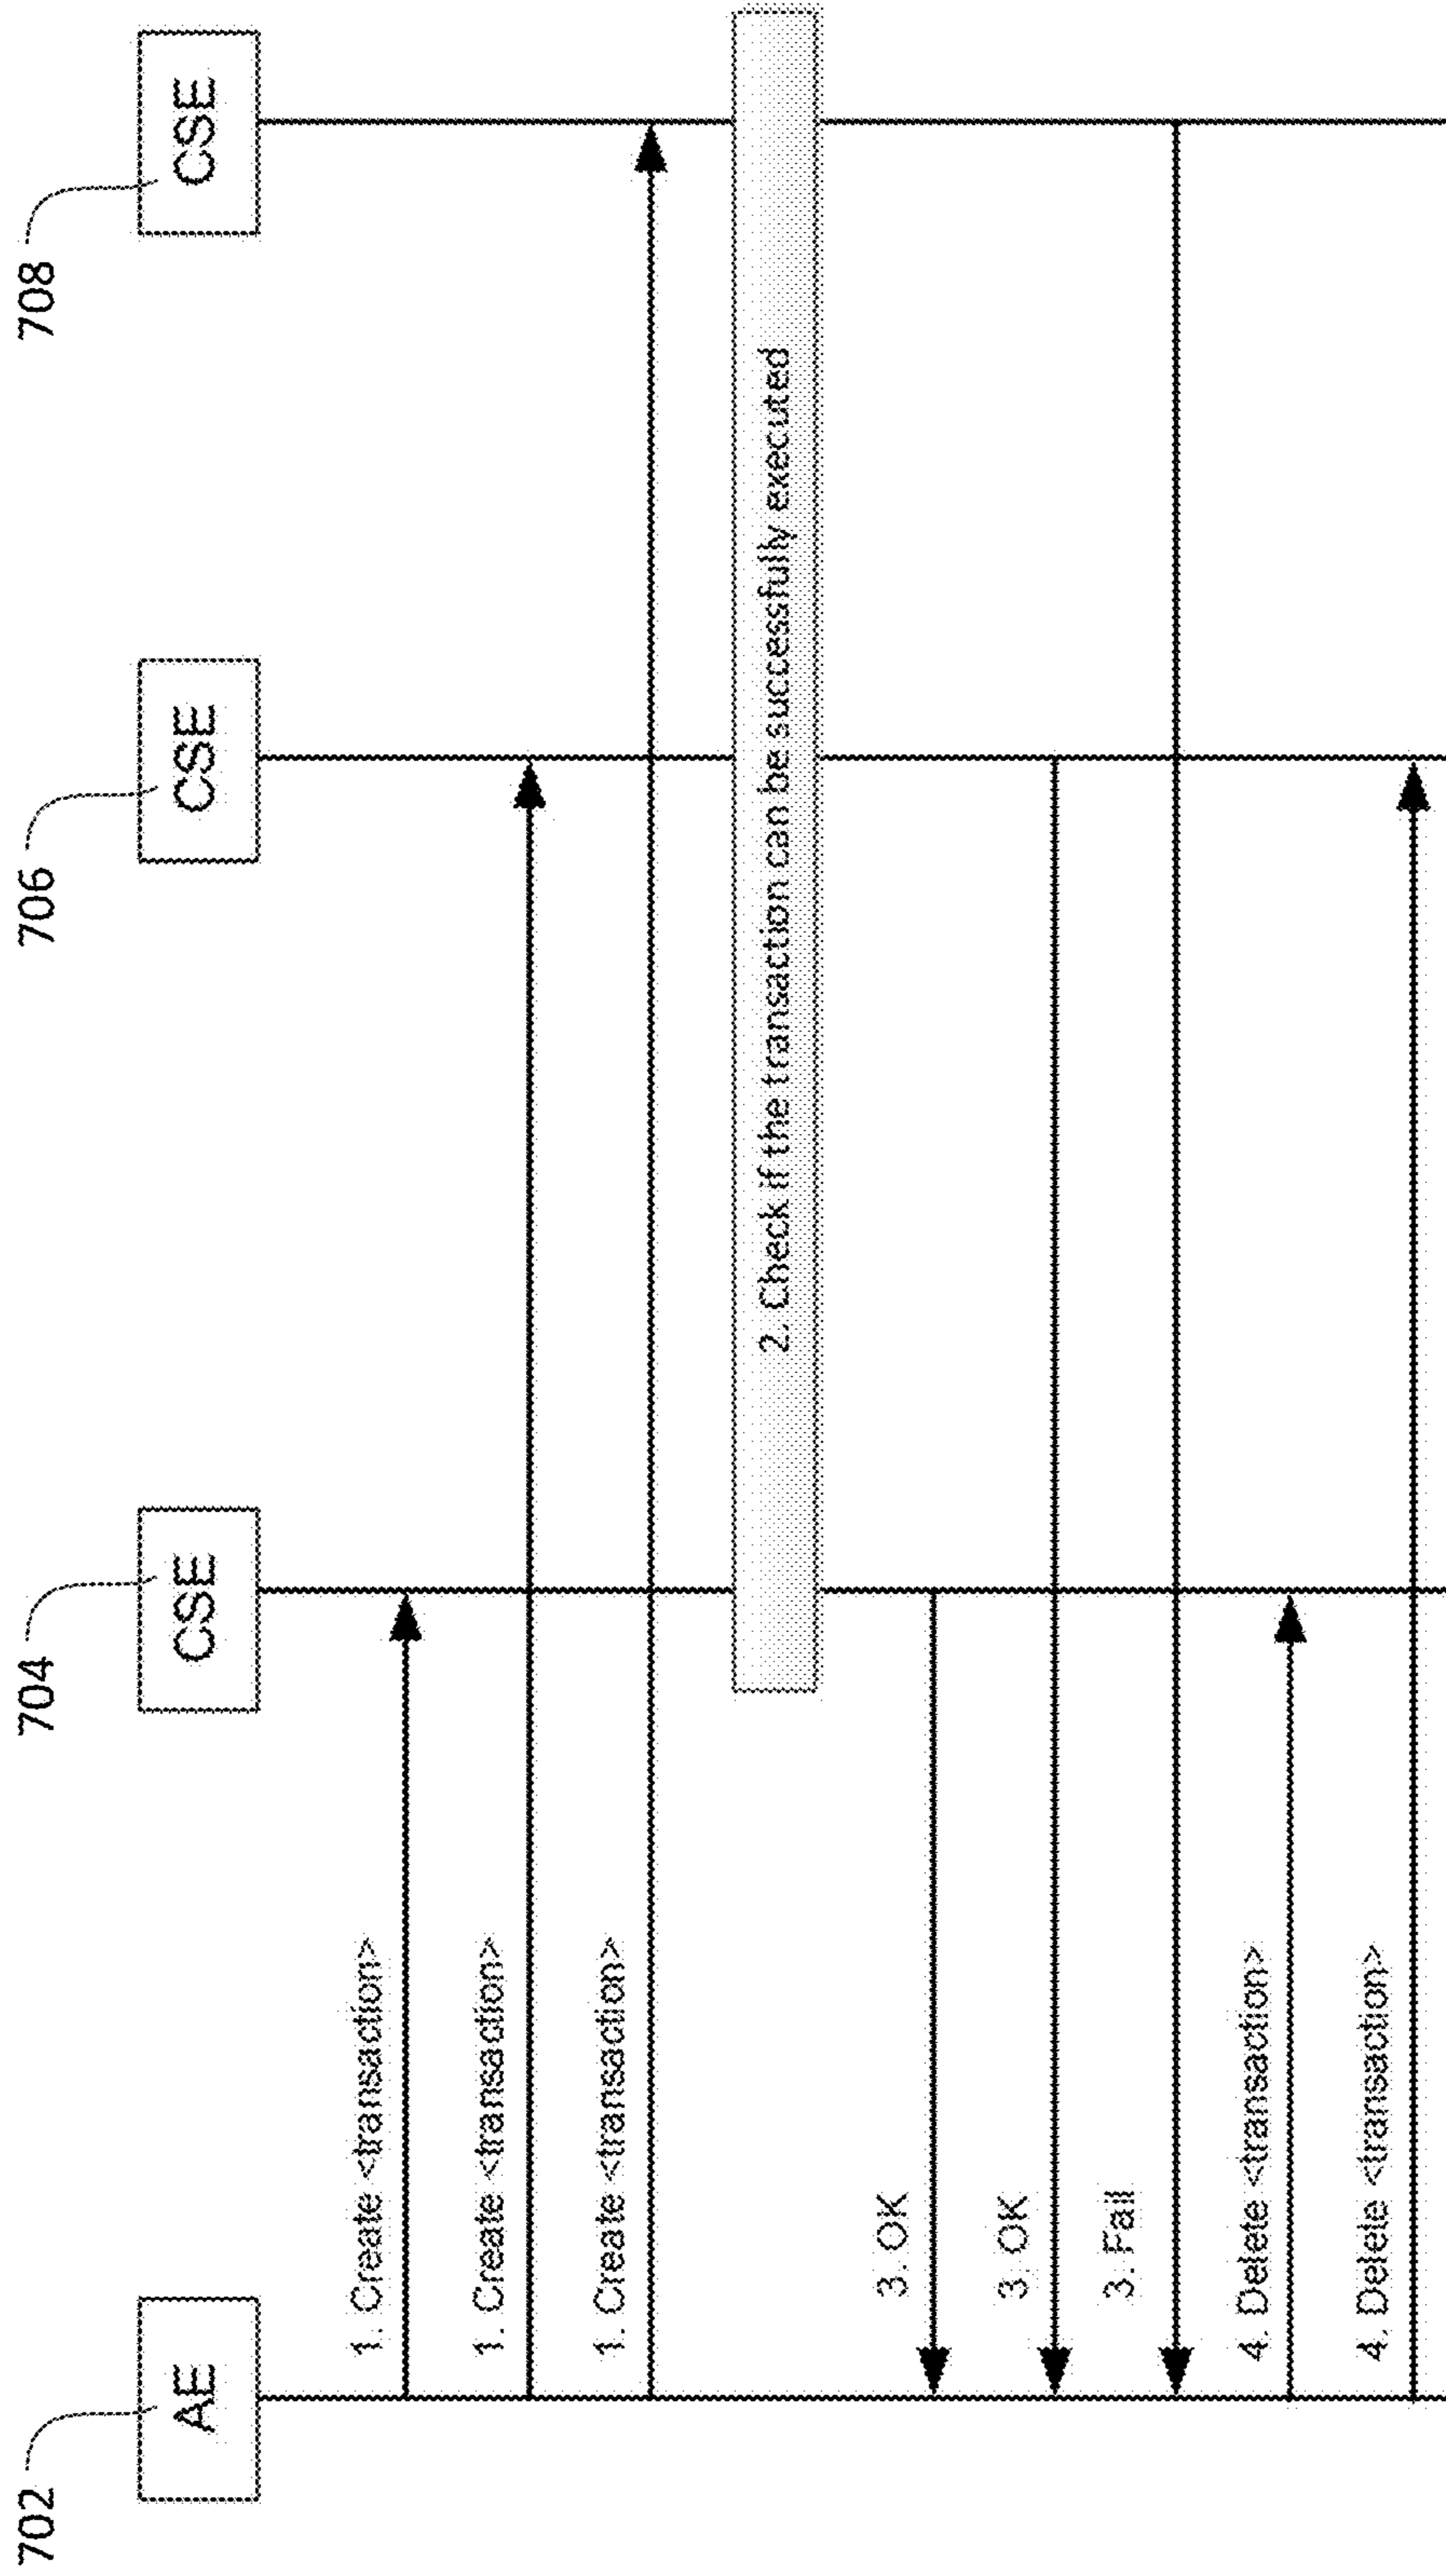 702
704
706
708
AE
CSE
CSE
CSE
1. Create <transaction>
1. Create <transaction>
1. Create <transaction>
2. Check if the transaction can be successfully executed
3. OK
3. OK
3. Fail
4. Delete <transaction>
4. Delete <transaction>